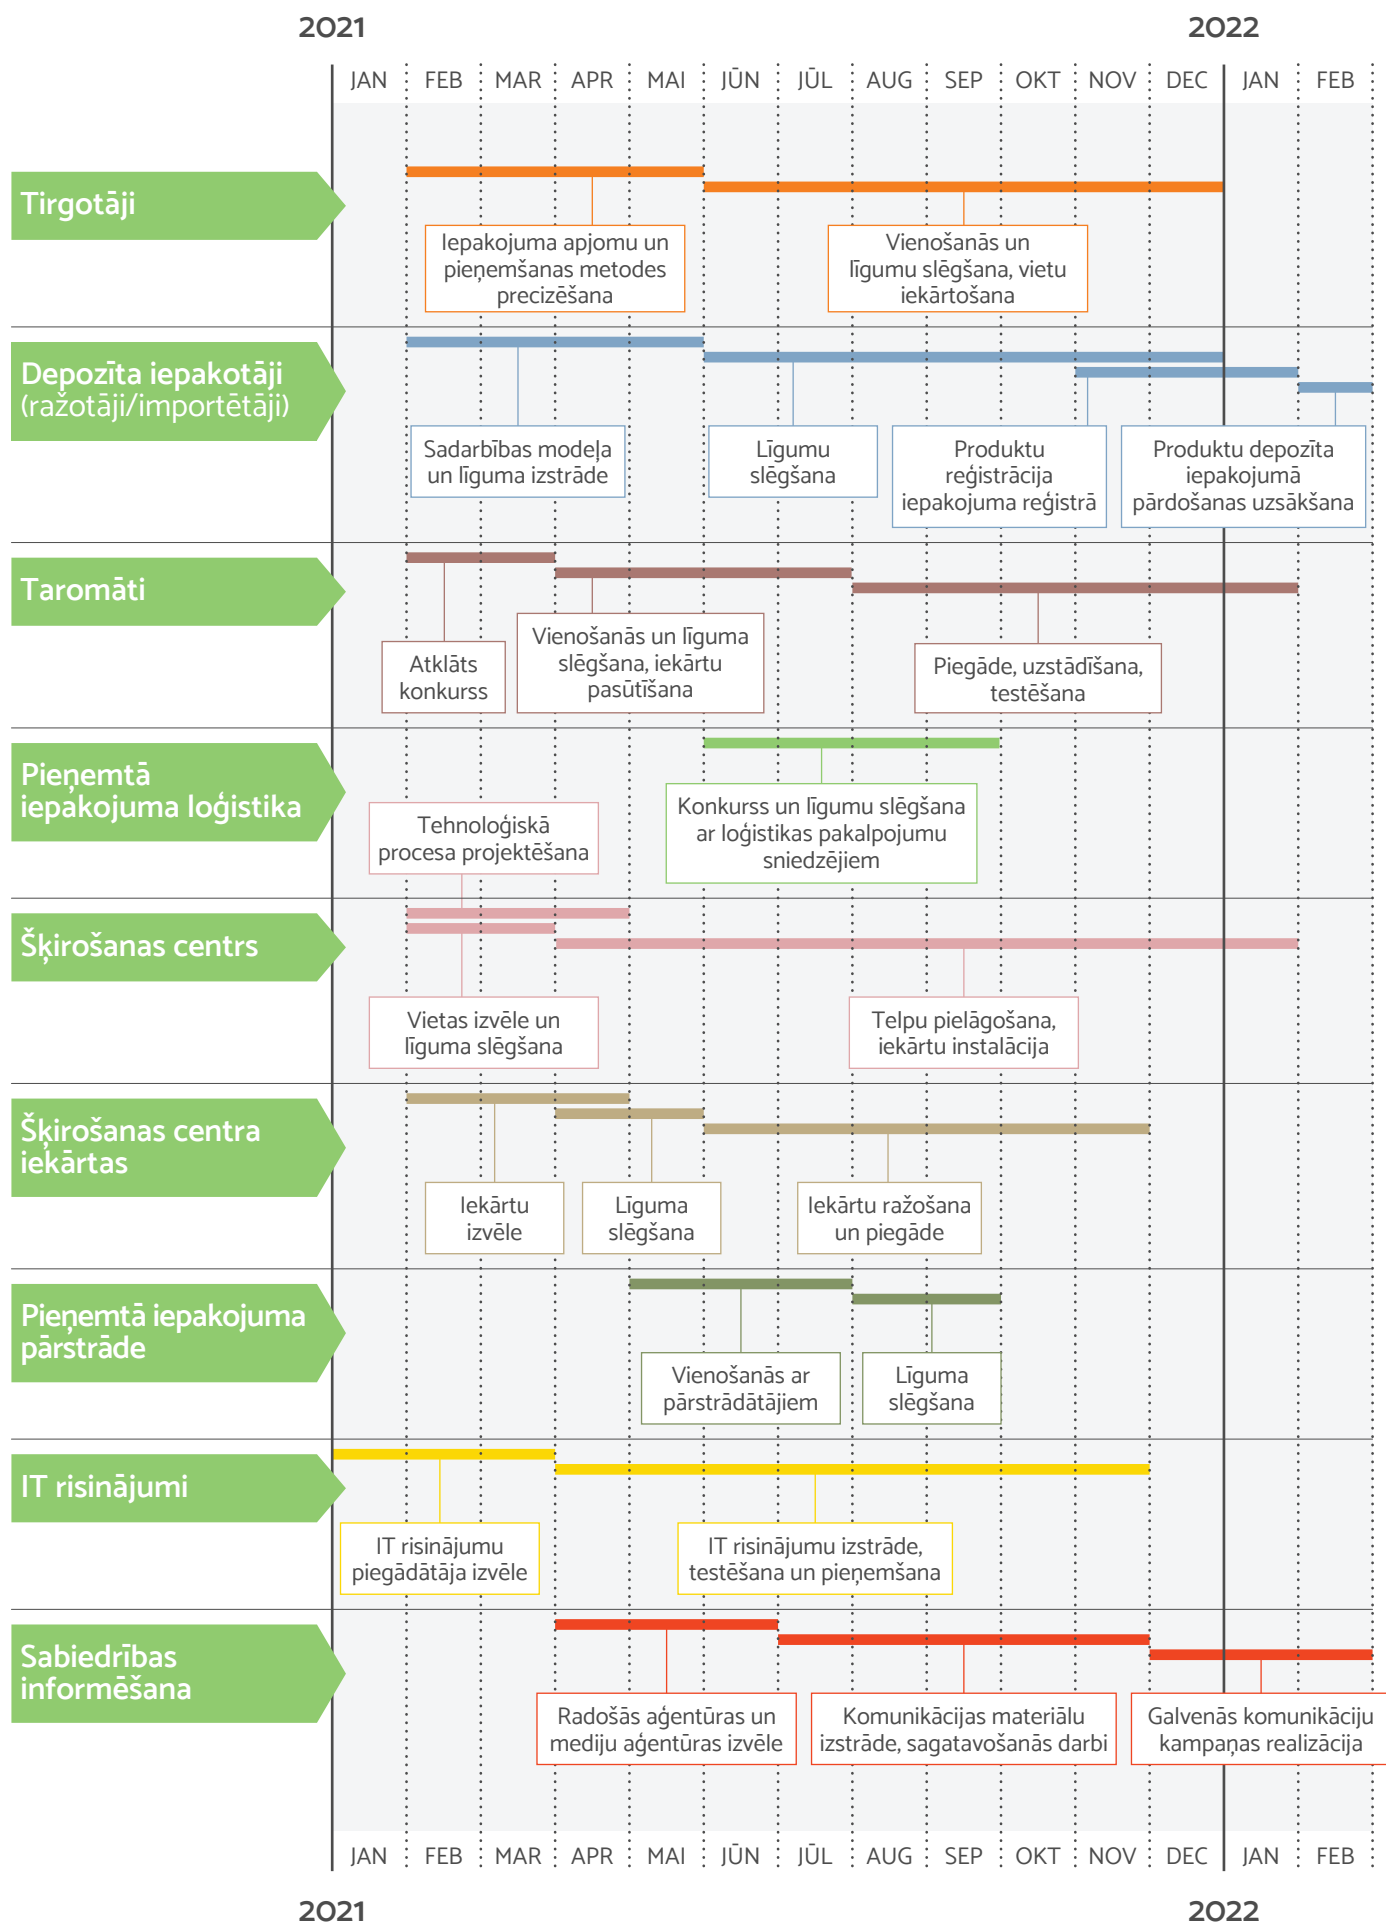 2021 2022
JAN FEB MAR APR MAI JŪN JŪL AUG SEP OKT NOV DEC JAN FEB
Tirgotāji
Iepakojuma apjomu un
pieņemšanas metodes
precizēšana
Vienošanās un
līgumu slēgšana, vietu
iekārtošana
Depozīta iepakotāji
(ražotāji/importētāji)
Sadarbības modeļa
un līguma izstrāde
Līgumu
slēgšana
Produktu
reģistrācija
iepakojuma reģistrā
Produktu depozīta
iepakojumā
pārdošanas uzsākšana
Taromāti
Atklāts
konkurss
Vienošanās un līguma
slēgšana, iekārtu
pasūtīšana
Piegāde, uzstādīšana,
testēšana
Pieņemtā
iepakojuma loģistika
Konkurss un līgumu slēgšana
ar loģistikas pakalpojumu
sniedzējiem
Tehnoloģiskā
procesa projektēšana
Šķirošanas centrs
Vietas izvēle un
līguma slēgšana
Telpu pielāgošana,
iekārtu instalācija
Šķirošanas centra
iekārtas
Iekārtu
izvēle
Līguma
slēgšana
Iekārtu ražošana
un piegāde
Pieņemtā iepakojuma
pārstrāde
Vienošanās ar
pārstrādātājiem
Līguma
slēgšana
IT risinājumi
IT risinājumu
piegādātāja izvēle
IT risinājumu izstrāde,
testēšana un pieņemšana
Sabiedrības
informēšana
Radošās aģentūras un
mediju aģentūras izvēle
Komunikācijas materiālu
izstrāde, sagatavošanās darbi
Galvenās komunikāciju
kampaņas realizācija
JAN FEB MAR APR MAI JŪN JŪL AUG SEP OKT NOV DEC JAN FEB
2021 2022